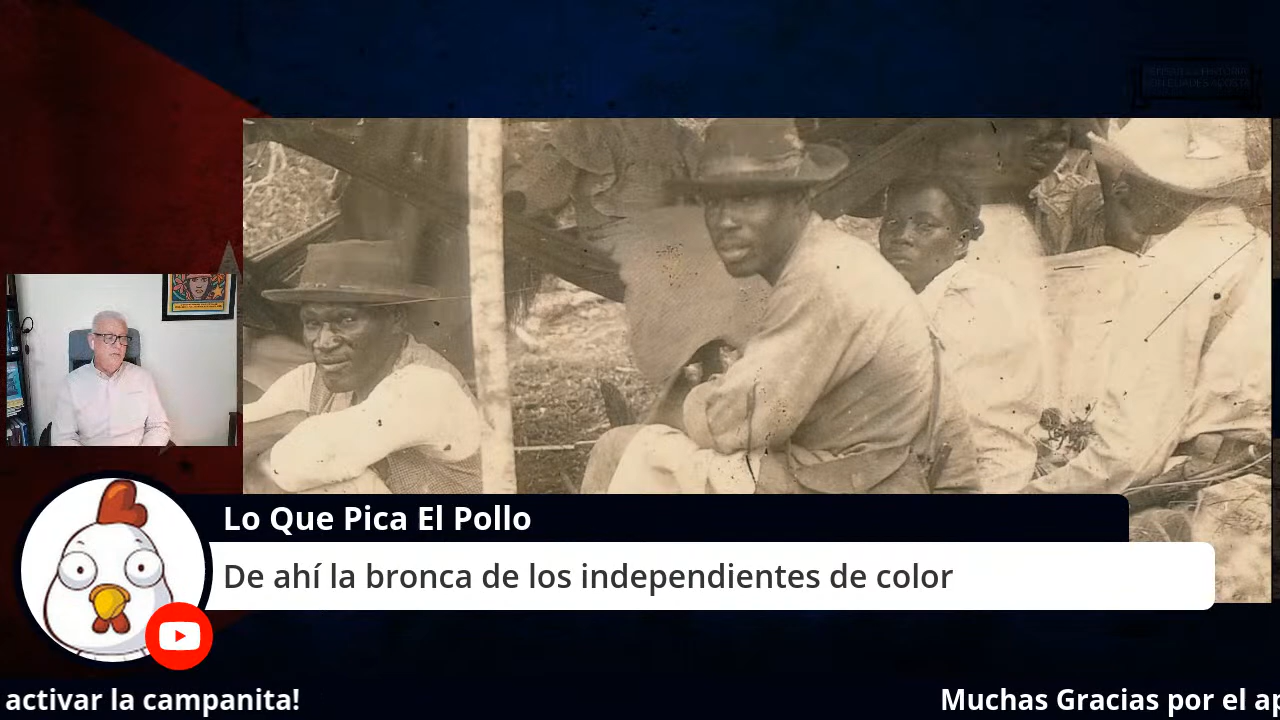 Lo Que Pica El Pollo
De ahí la bronca de los independientes de color
activar la campanita!
Muchas Gracias por el ap